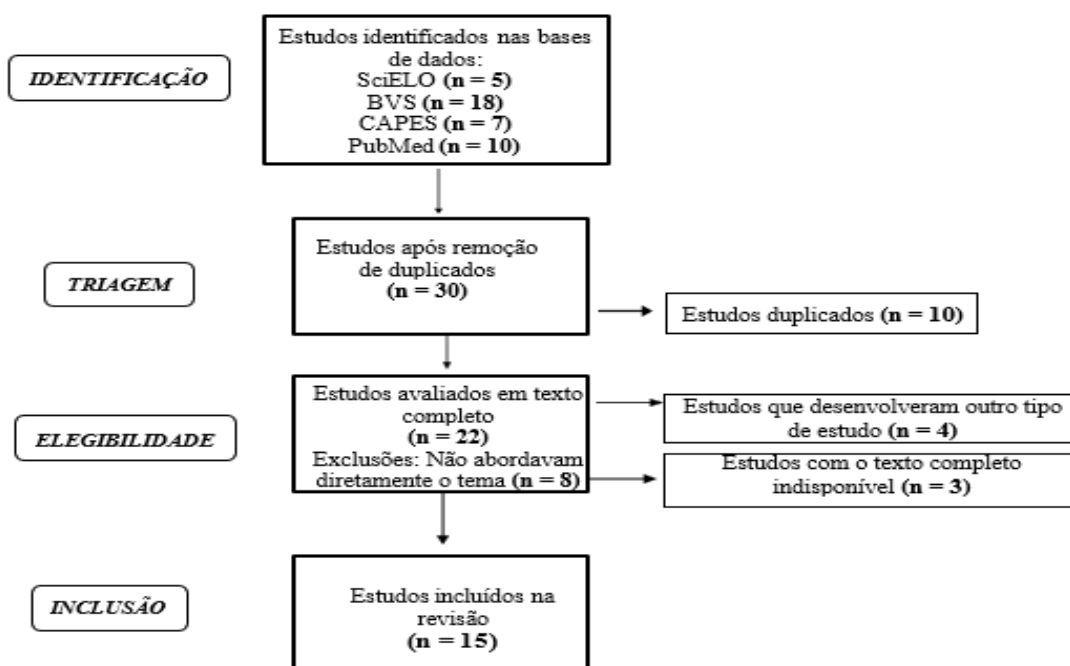 IDENTIFICAÇÃO
Estudos identificados nas bases
de dados:
SciELO (n = 5)
BVS (n = 18)
CAPES (n = 7)
PubMed (n = 10)
TRIAGEM
Estudos após remoção
de duplicados
(n = 30)
Estudos duplicados (n = 10)
ELEGIBILIDADE
Estudos avaliados em texto
completo
(n = 22)
Exclusões: Não abordavam
diretamente o tema (n = 8)
Estudos que desenvolveram outro tipo
de estudo (n = 4)
Estudos com o texto completo
indisponível (n = 3)
INCLUSÃO
Estudos incluídos na
revisão
(n = 15)